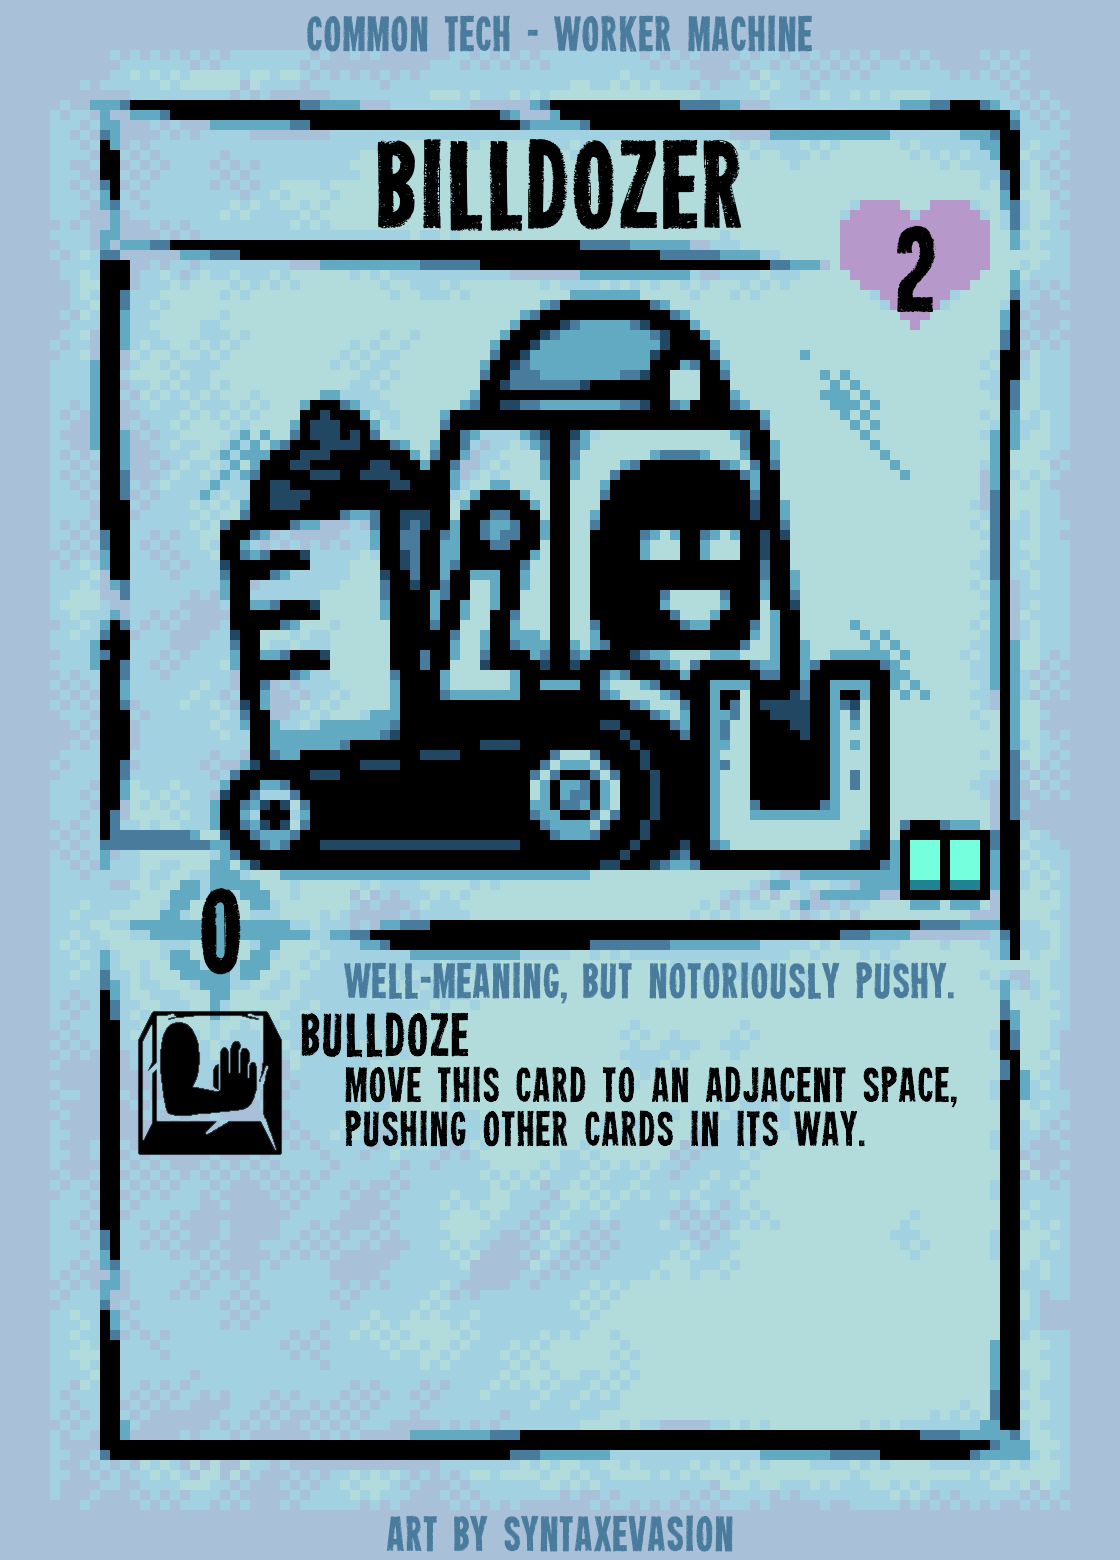 COMMON TECH - WORKER MACHINE
BILLDOZER
2
0
WELL-MEANING, BUT NOTORIOUSLY PUSHY.
BULLDOZE
MOVE THIS CARD TO AN ADJACENT SPACE,
PUSHING OTHER CARDS IN ITS WAY.
ART BY SYNTAXEVASION